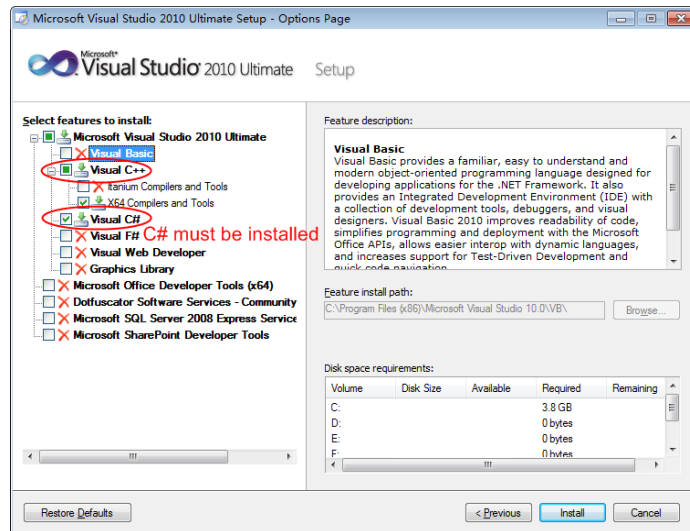 Microsoft Visual Studio 2010 Ultimate Setup - Options Page
Microsoft®
Visual Studio 2010 Ultimate Setup
Select features to install:
Microsoft Visual Studio 2010 Ultimate
Visual Basic
Visual C++
Itanium Compilers and Tools
X64 Compilers and Tools
Visual C#
Visual F#
C# must be installed
Visual Web Developer
Graphics Library
Microsoft Office Developer Tools (x64)
Dotfuscator Software Services - Community
Microsoft SQL Server 2008 Express Service
Microsoft SharePoint Developer Tools
Feature description:
Visual Basic
Visual Basic provides a familiar, easy to understand and
modern object-oriented programming language designed for
developing applications for the .NET Framework. It also
provides an Integrated Development Environment (IDE) with
a collection of development tools, debuggers, and visual
designers. Visual Basic 2010 improves readability of code,
simplifies programming and deployment with the Microsoft
Office APIs, allows easier interop with dynamic languages,
and increases support for Test-Driven Development and
quick code navigation.
Feature install path:
C:\Program Files (x86)\Microsoft Visual Studio 10.0\VB\
Browse...
Disk space requirements:
Volume Disk Size Available Required Remaining
C: 3.8 GB
D: 0 bytes
E: 0 bytes
F: 0 bytes
Restore Defaults
< Previous
Install
Cancel